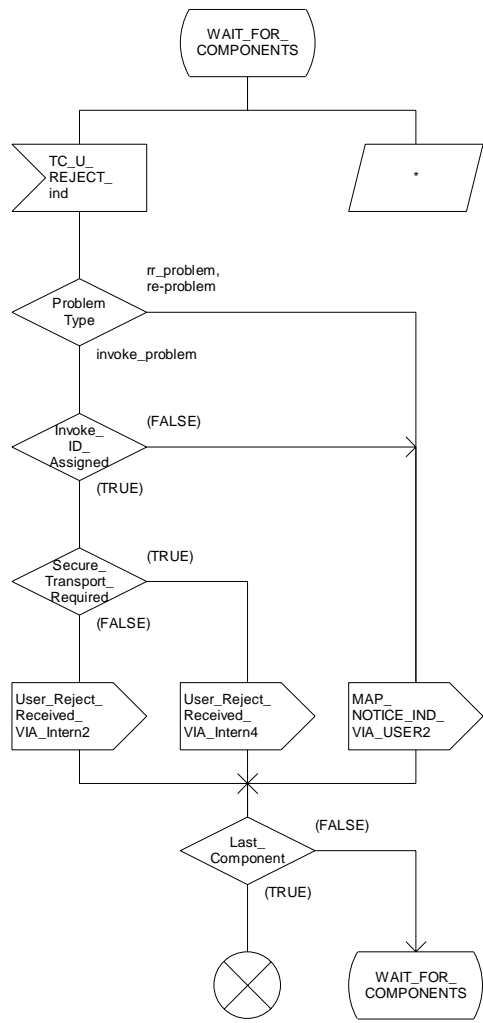 WAIT_FOR_
COMPONENTS
TC_U_
REJECT_
ind
*
rr_problem,
re-problem
Problem
Type
invoke_problem
(FALSE)
Invoke_
ID_
Assigned
(TRUE)
(TRUE)
Secure_
Transport_
Required
(FALSE)
User_Reject_
Received_
VIA_Intern2
User_Reject_
Received_
VIA_Intern4
MAP_
NOTICE_IND_
VIA_USER2
(FALSE)
Last_
Component
(TRUE)
WAIT_FOR_
COMPONENTS